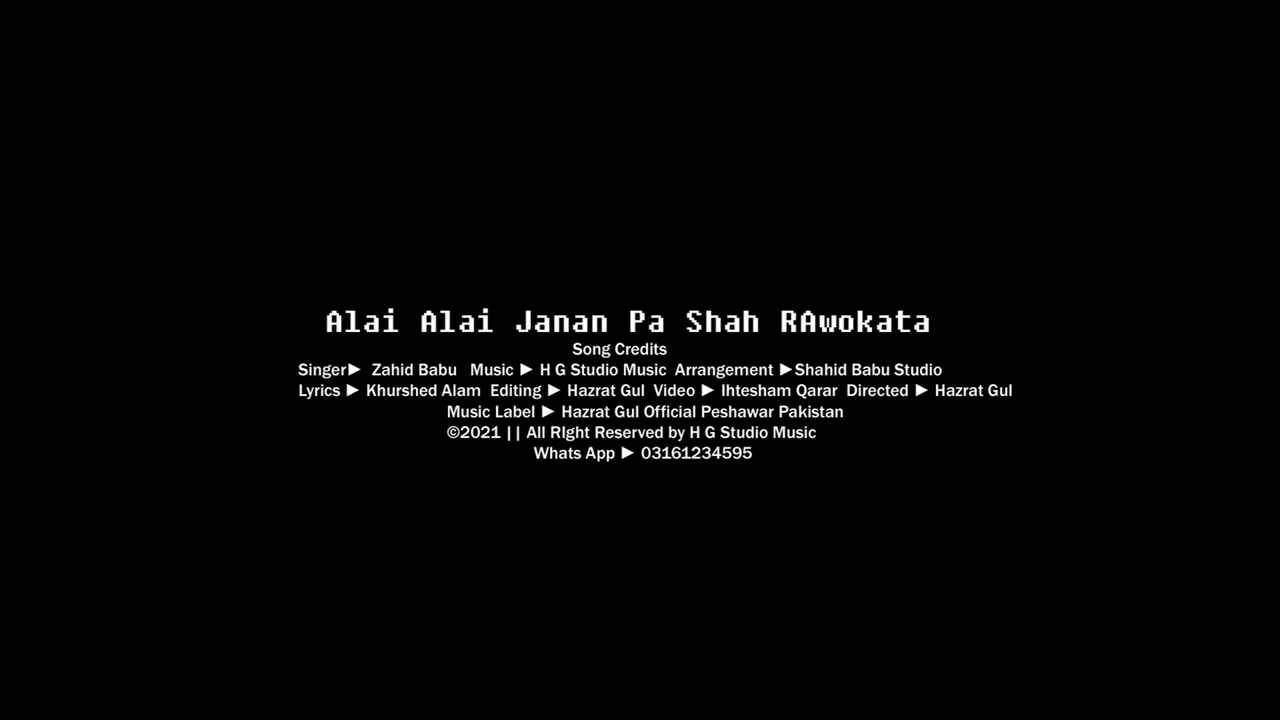 Alai Alai Janan Pa Shah RAwokata
Song Credits
Singer► Zahid Babu Music ► H G Studio Music Arrangement ►Shahid Babu Studio
Lyrics ► Khurshed Alam Editing ► Hazrat Gul Video ► Ihtesham Qarar Directed ► Hazrat Gul
Music Label ► Hazrat Gul Official Peshawar Pakistan
©2021 || All RIght Reserved by H G Studio Music
Whats App ► 03161234595